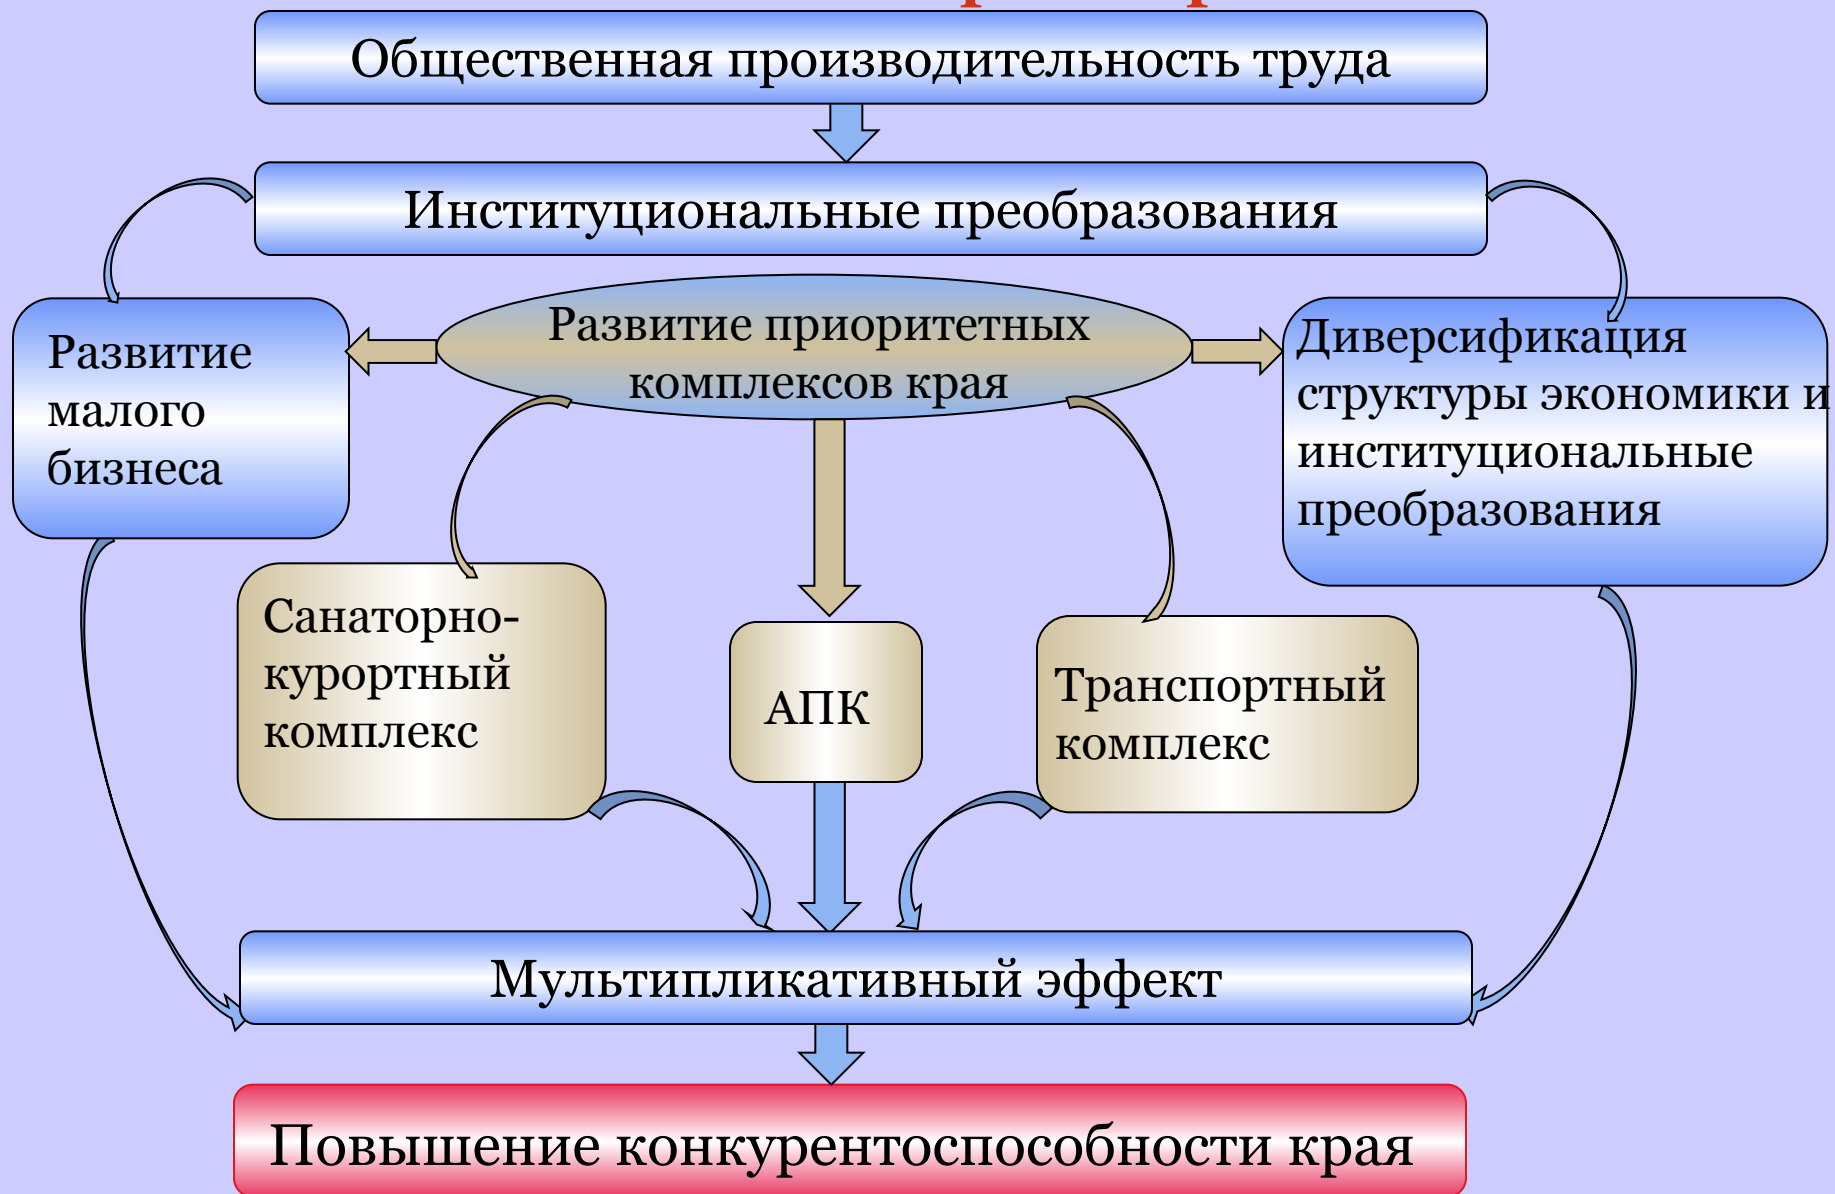 Общественная производительность труда
Институциональные преобразования
Развитие приоритетных
комплексов края
Развитие
малого
бизнеса
Диверсификация
структуры экономики и
институциональные
преобразования
Санаторно-
курортный
комплекс
АПК
Транспортный
комплекс
Мультипликативный эффект
Повышение конкурентоспособности края